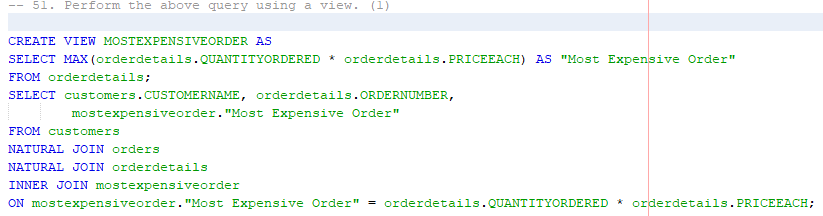 -- 51. Perform the above query using a view. (1)
CREATE VIEW MOSTEXPENSIVEORDER AS
SELECT MAX(orderdetails.QUANTITYORDERED * orderdetails.PRICEEACH) AS "Most Expensive Order"
FROM orderdetails;
SELECT customers.CUSTOMERNAME, orderdetails.ORDERNUMBER,
mostexpensiveorder."Most Expensive Order"
FROM customers
NATURAL JOIN orders
NATURAL JOIN orderdetails
INNER JOIN mostexpensiveorder
ON mostexpensiveorder."Most Expensive Order" = orderdetails.QUANTITYORDERED * orderdetails.PRICEEACH;